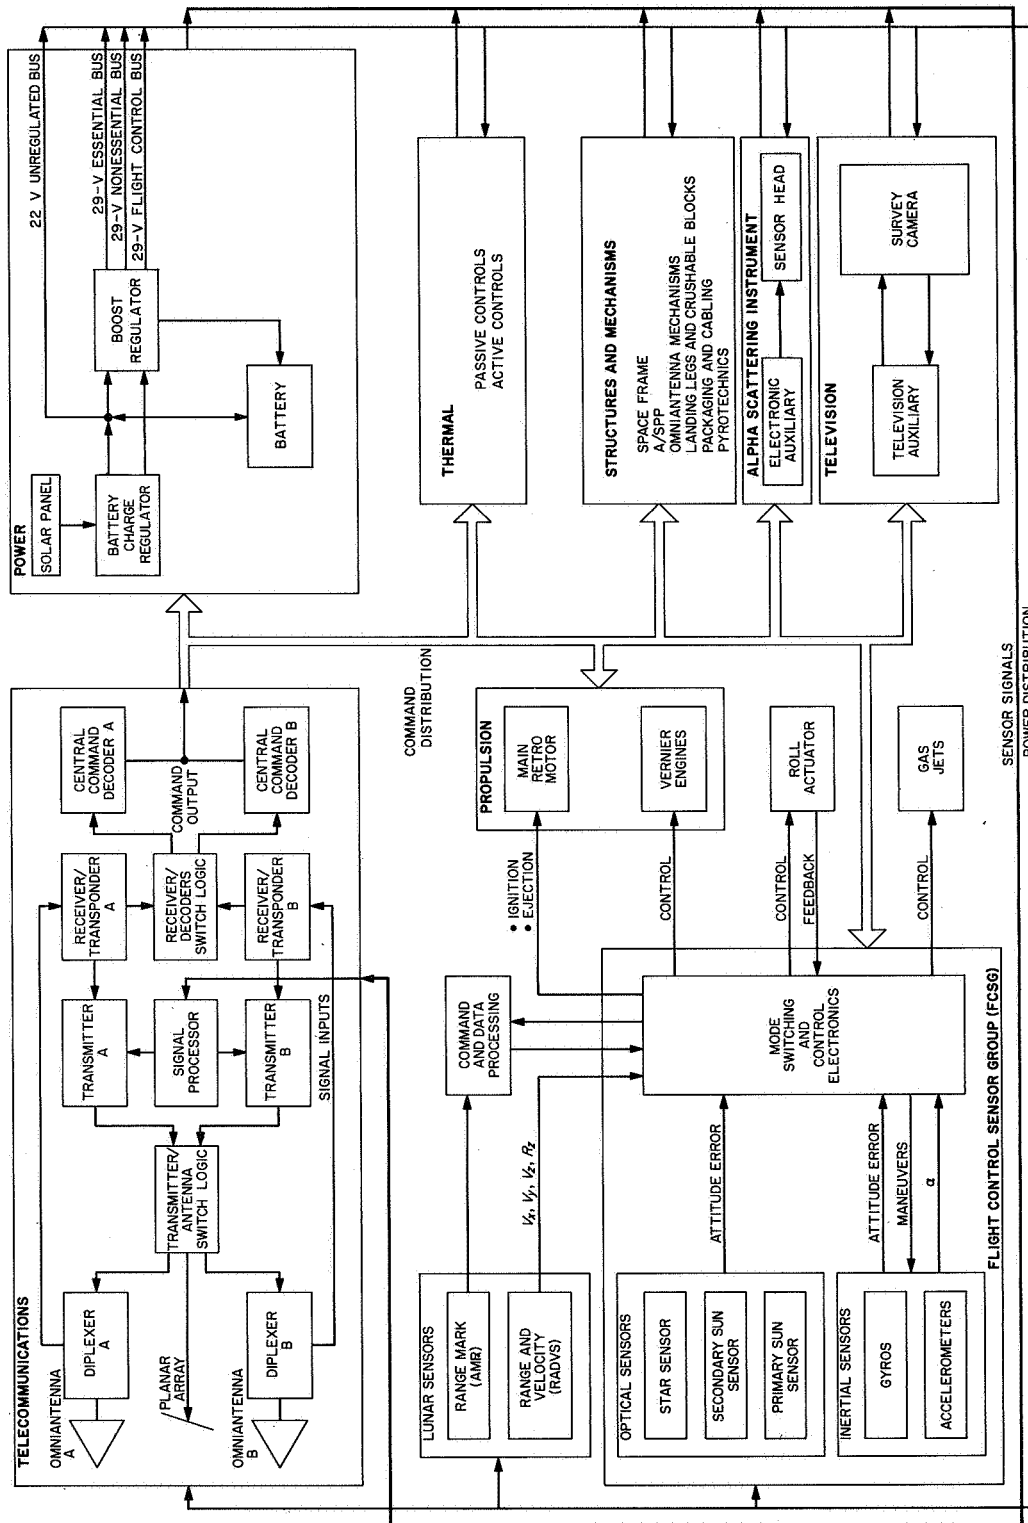 TELECOMMUNICATIONS
OMNIANTENNA
A
DIPLEXER
A
PLANAR
ARRAY
OMNIANTENNA
B
DIPLEXER
B
TRANSMITTER/
ANTENNA
SWITCH LOGIC
TRANSMITTER
A
SIGNAL
PROCESSOR
TRANSMITTER
B
SIGNAL INPUTS
RECEIVER/
TRANSPONDER
A
RECEIVER/
DECODERS
SWITCH LOGIC
RECEIVER/
TRANSPONDER
B
CENTRAL
COMMAND
DECODER A
COMMAND
OUTPUT
CENTRAL
COMMAND
DECODER B
POWER
SOLAR PANEL
BATTERY
CHARGE
REGULATOR
BOOST
REGULATOR
BATTERY
22 V UNREGULATED BUS
29-V ESSENTIAL BUS
29-V NONESSENTIAL BUS
29-V FLIGHT CONTROL BUS
COMMAND
DISTRIBUTION
THERMAL
PASSIVE CONTROLS
ACTIVE CONTROLS
STRUCTURES AND MECHANISMS
SPACE FRAME
A/SPP
OMNIANTENNA MECHANISMS
LANDING LEGS AND CRUSHABLE BLOCKS
PACKAGING AND CABLING
PYROTECHNICS
ALPHA SCATTERING INSTRUMENT
ELECTRONIC
AUXILIARY
SENSOR HEAD
TELEVISION
TELEVISION
AUXILIARY
SURVEY
CAMERA
LUNAR SENSORS
RANGE MARK
(AMR)
RANGE AND
VELOCITY
(RADVS)
Vx, Vy, Vz, Rz
COMMAND
AND DATA
PROCESSING
• IGNITION
• EJECTION
PROPULSION
MAIN
RETRO
MOTOR
VERNIER
ENGINES
CONTROL
ROLL
ACTUATOR
CONTROL
FEEDBACK
GAS
JETS
CONTROL
OPTICAL SENSORS
STAR SENSOR
SECONDARY SUN
SENSOR
PRIMARY SUN
SENSOR
ATTITUDE ERROR
INERTIAL SENSORS
GYROS
ACCELEROMETERS
ATTITUDE ERROR
MANEUVERS
α
MODE
SWITCHING
AND
CONTROL
ELECTRONICS
FLIGHT CONTROL SENSOR GROUP (FCSG)
SENSOR SIGNALS
POWER DISTRIBUTION